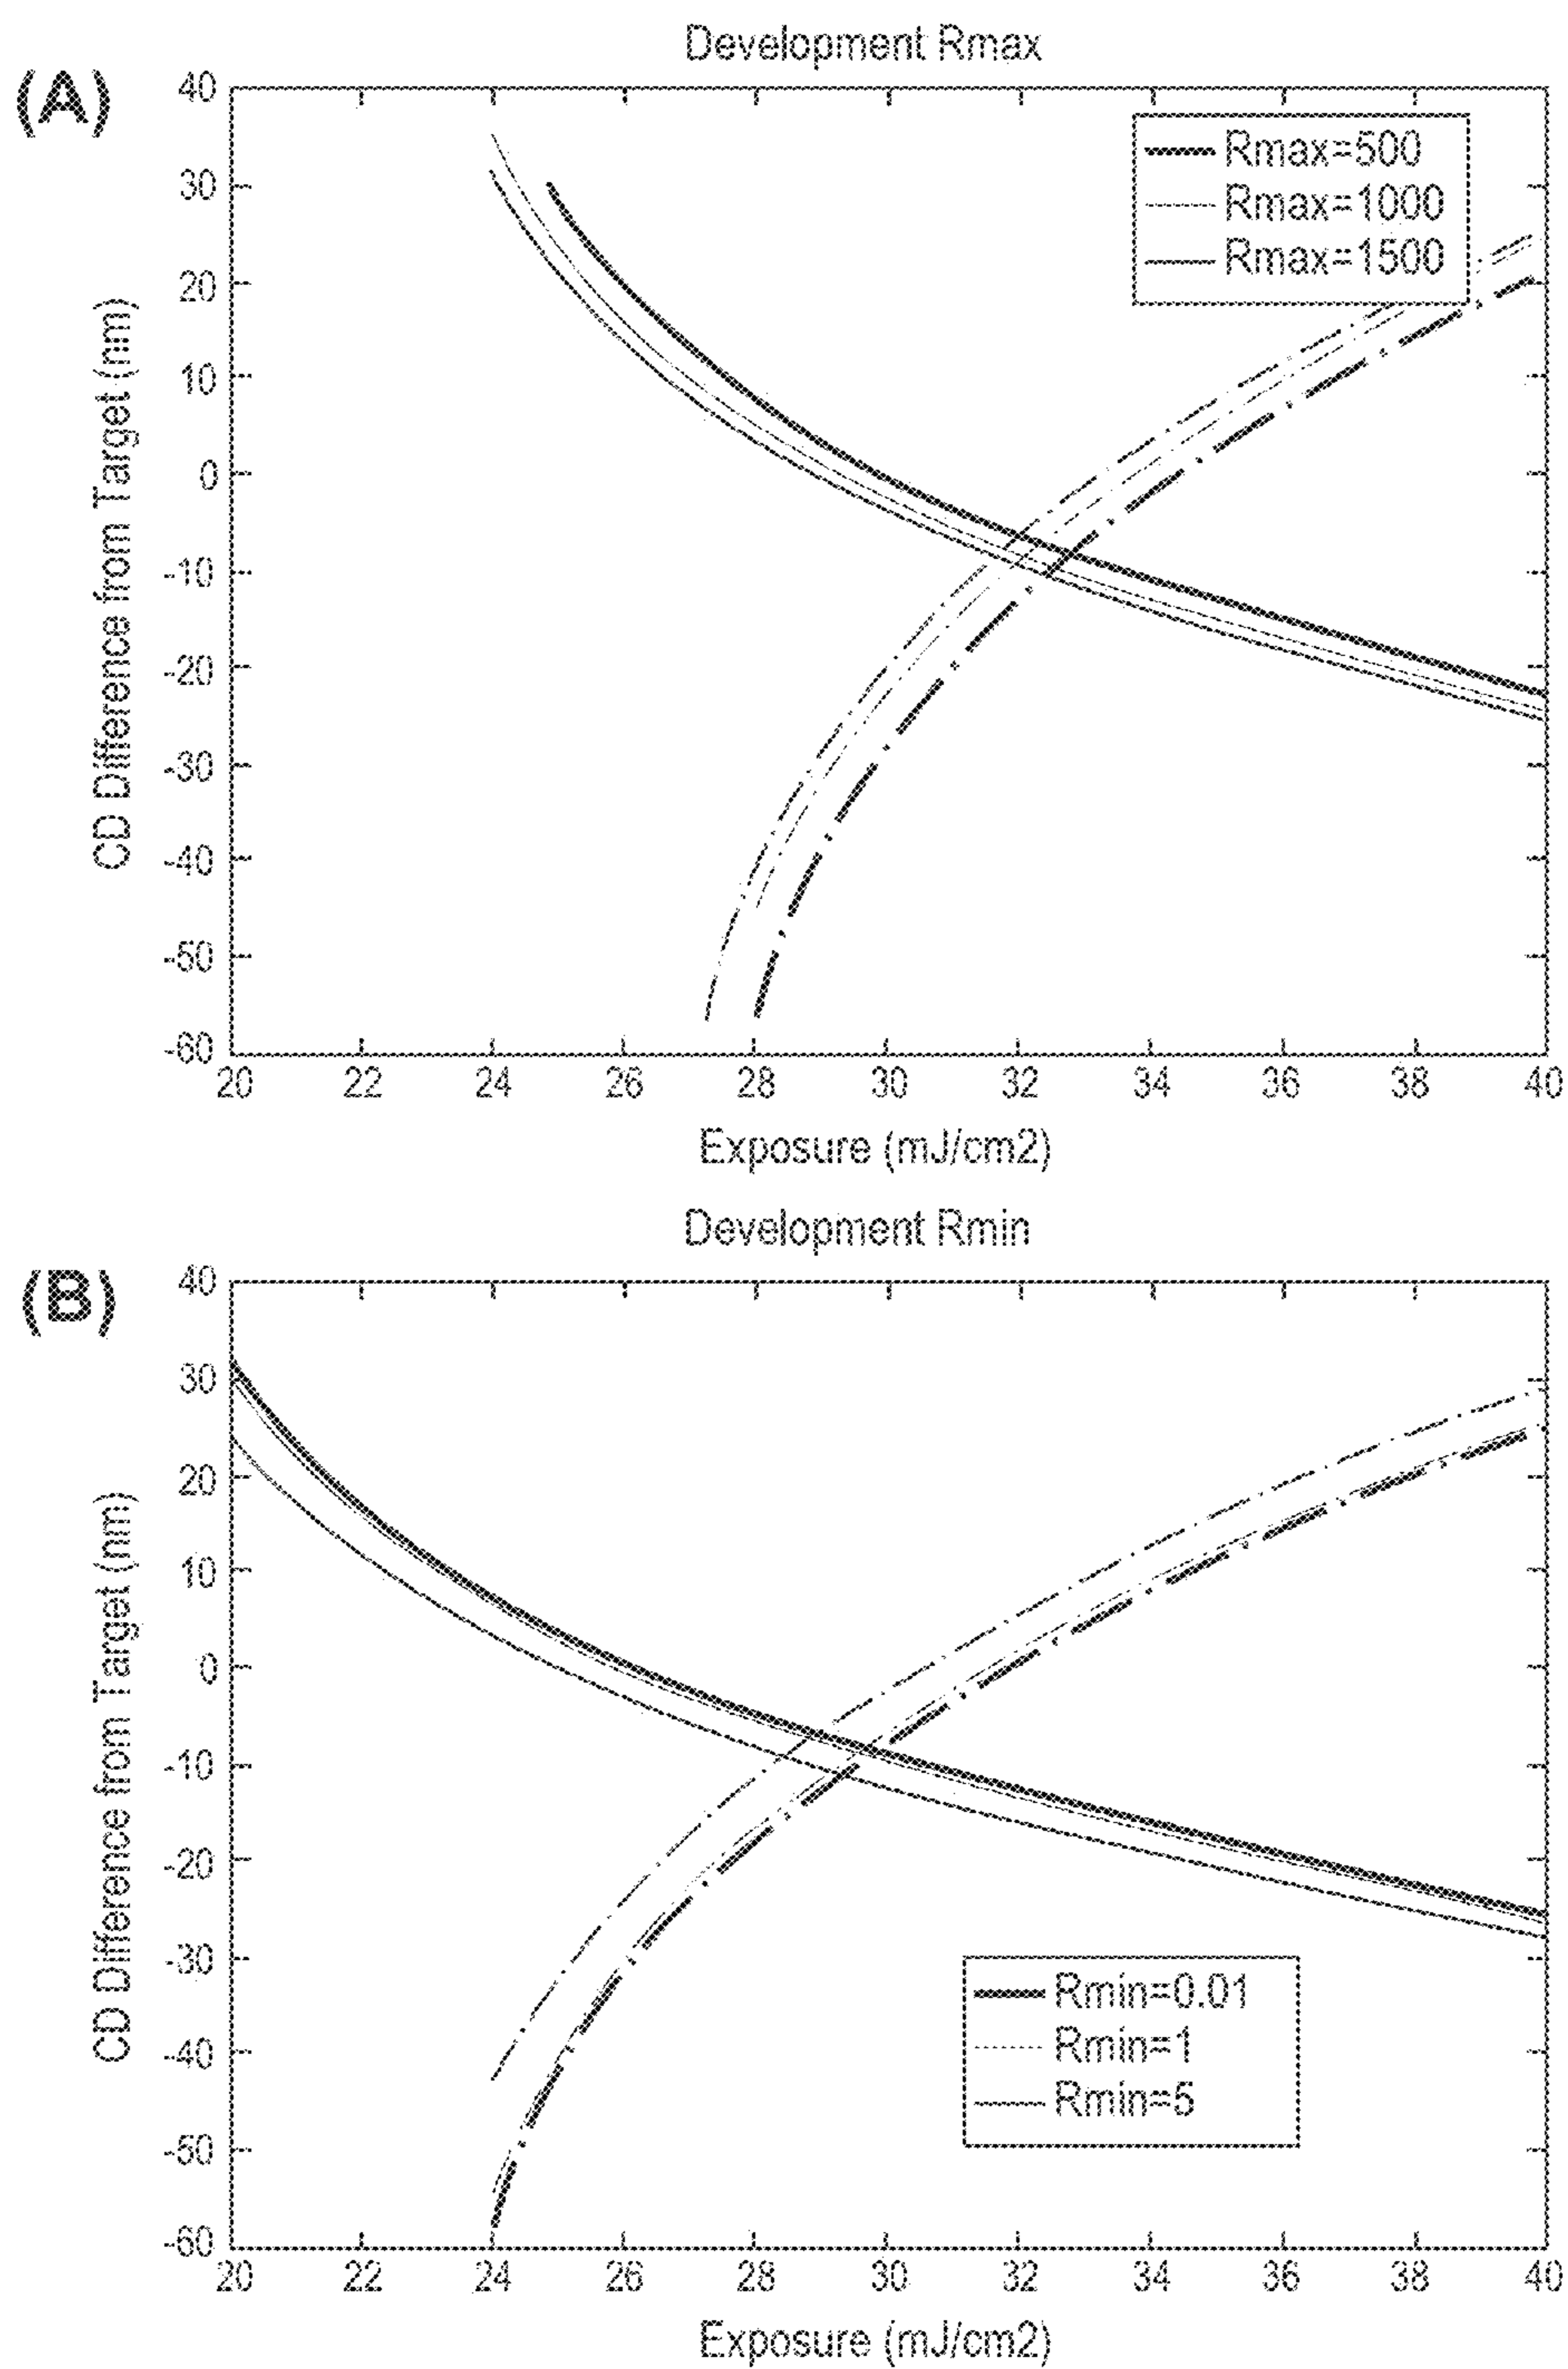 Development Rmax
(A)
40
30
20
10
0
-10
-20
-30
-40
-50
-60
CD Difference from Target (nm)
Rmax=500
Rmax=1000
Rmax=1500
20 22 24 26 28 30 32 34 36 38 40
Exposure (mJ/cm2)
Development Rmin
(B)
40
30
20
10
0
-10
-20
-30
-40
-50
-60
CD Difference from Target (nm)
Rmin=0.01
Rmin=1
Rmin=5
20 22 24 26 28 30 32 34 36 38 40
Exposure (mJ/cm2)